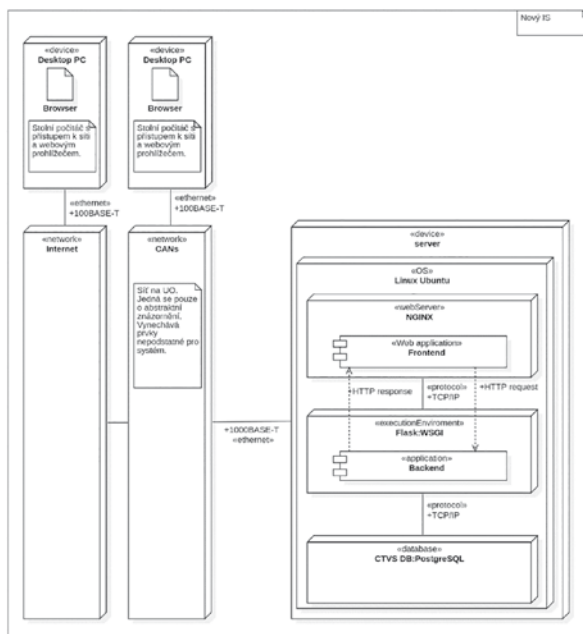 Nový IS
«device»
Desktop PC
Browser
Stolní počítač s
přístupem k síti
a webovým
prohlížečem.
«device»
Desktop PC
Browser
Stolní počítač s
přístupem k síti
a webovým
prohlížečem.
«ethernet»
+100BASE-T
«ethernet»
+100BASE-T
«network»
Internet
«network»
CANs
Síť na UO.
Jedná se pouze
o abstraktní
znázornění.
Vynechává
prvky
nepodstatné pro
systém.
+1000BASE-T
«ethernet»
«device»
server
«OS»
Linux Ubuntu
«webServer»
NGINX
«Web application»
Frontend
+HTTP response
«protocol»
+TCP/IP
+HTTP request
«executionEnviroment»
Flask:WSGI
«application»
Backend
«protocol»
+TCP/IP
«database»
CTVS DB:PostgreSQL